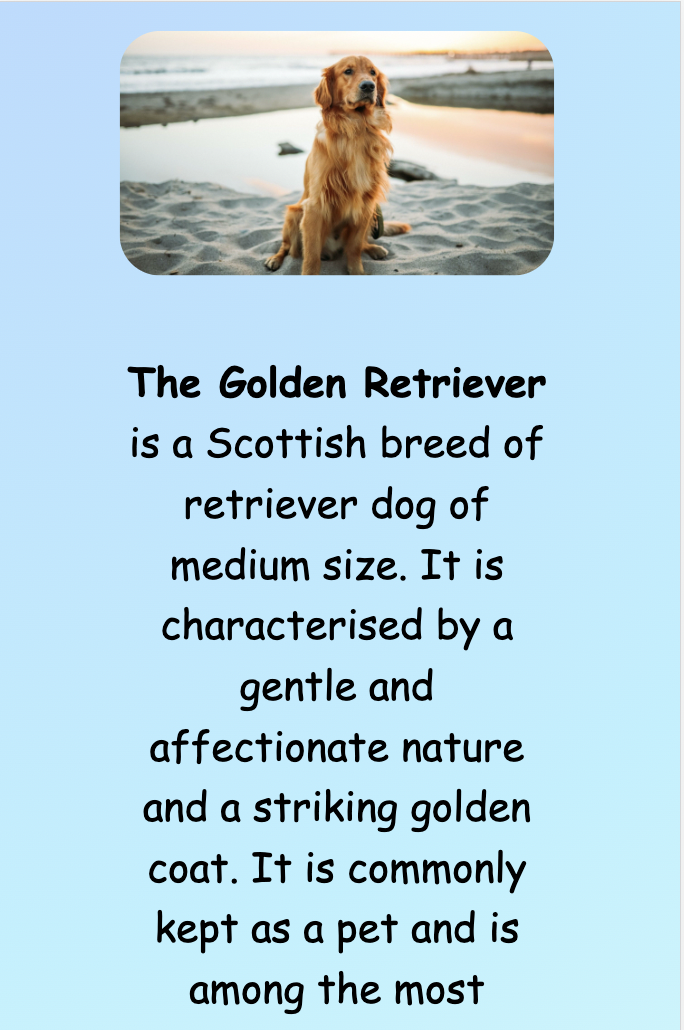 The Golden Retriever
is a Scottish breed of
retriever dog of
medium size. It is
characterised by a
gentle and
affectionate nature
and a striking golden
coat. It is commonly
kept as a pet and is
among the most